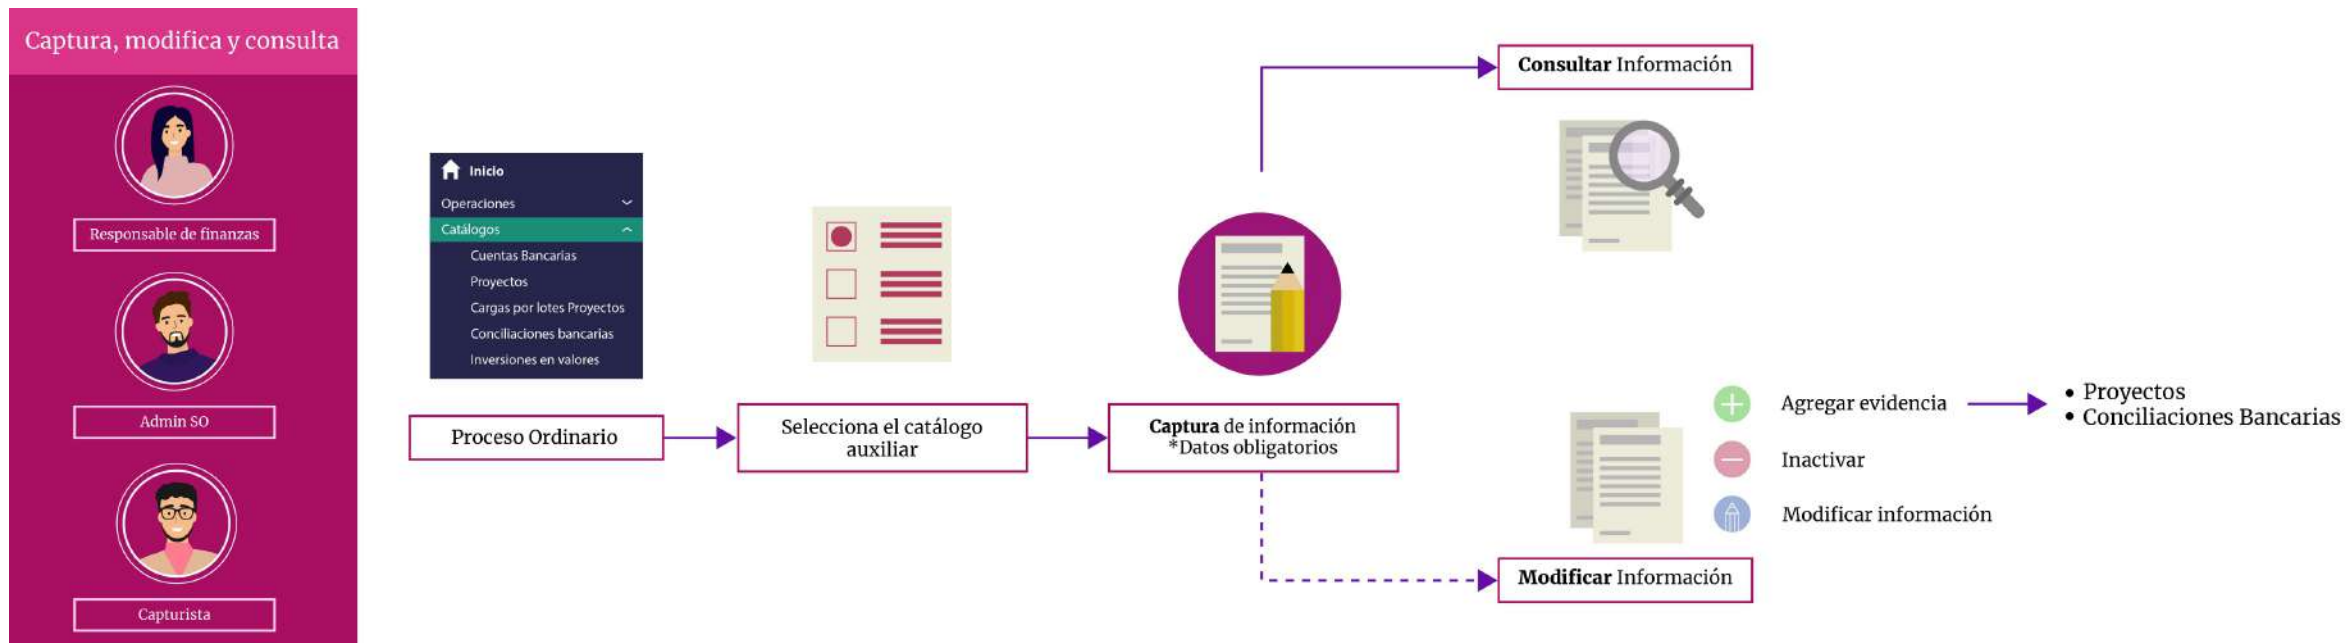 Captura, modifica y consulta
Responsable de finanzas
Admin SO
Capturista
Inicio
Operaciones
Catálogos
Cuentas Bancarias
Proyectos
Cargas por lotes Proyectos
Conciliaciones bancarias
Inversiones en valores
Proceso Ordinario
Selecciona el catálogo
auxiliar
Captura de información
*Datos obligatorios
Consultar Información
Agregar evidencia
• Proyectos
• Conciliaciones Bancarias
Inactivar
Modificar información
Modificar Información